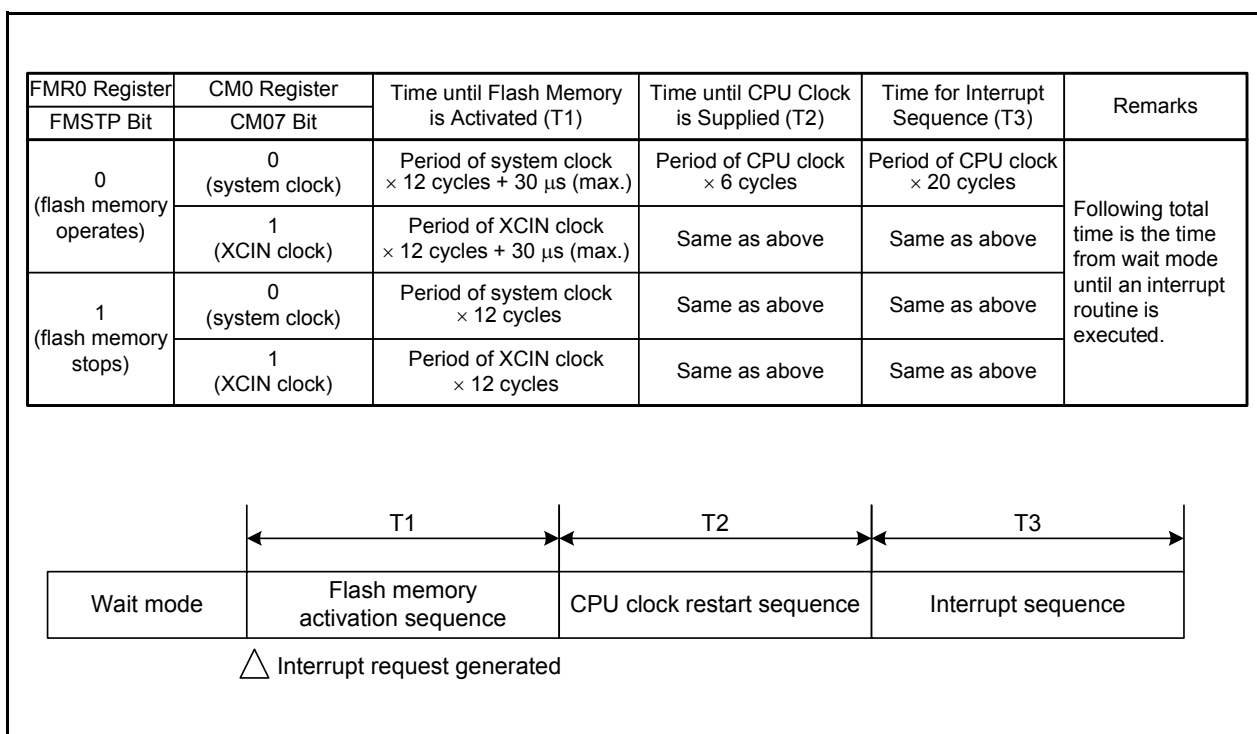 FMR0 Register
CM0 Register
Time until Flash Memory
is Activated (T1)
Time until CPU Clock
is Supplied (T2)
Time for Interrupt
Sequence (T3)
Remarks
FMSTP Bit
CM07 Bit
0
(flash memory
operates)
0
(system clock)
Period of system clock
× 12 cycles + 30 μs (max.)
Period of CPU clock
× 6 cycles
Period of CPU clock
× 20 cycles
Following total
time is the time
from wait mode
until an interrupt
routine is
executed.
1
(XCIN clock)
Period of XCIN clock
× 12 cycles + 30 μs (max.)
Same as above
Same as above
1
(flash memory
stops)
0
(system clock)
Period of system clock
× 12 cycles
Same as above
Same as above
1
(XCIN clock)
Period of XCIN clock
× 12 cycles
Same as above
Same as above
T1
T2
T3
Wait mode
Flash memory
activation sequence
CPU clock restart sequence
Interrupt sequence
Interrupt request generated